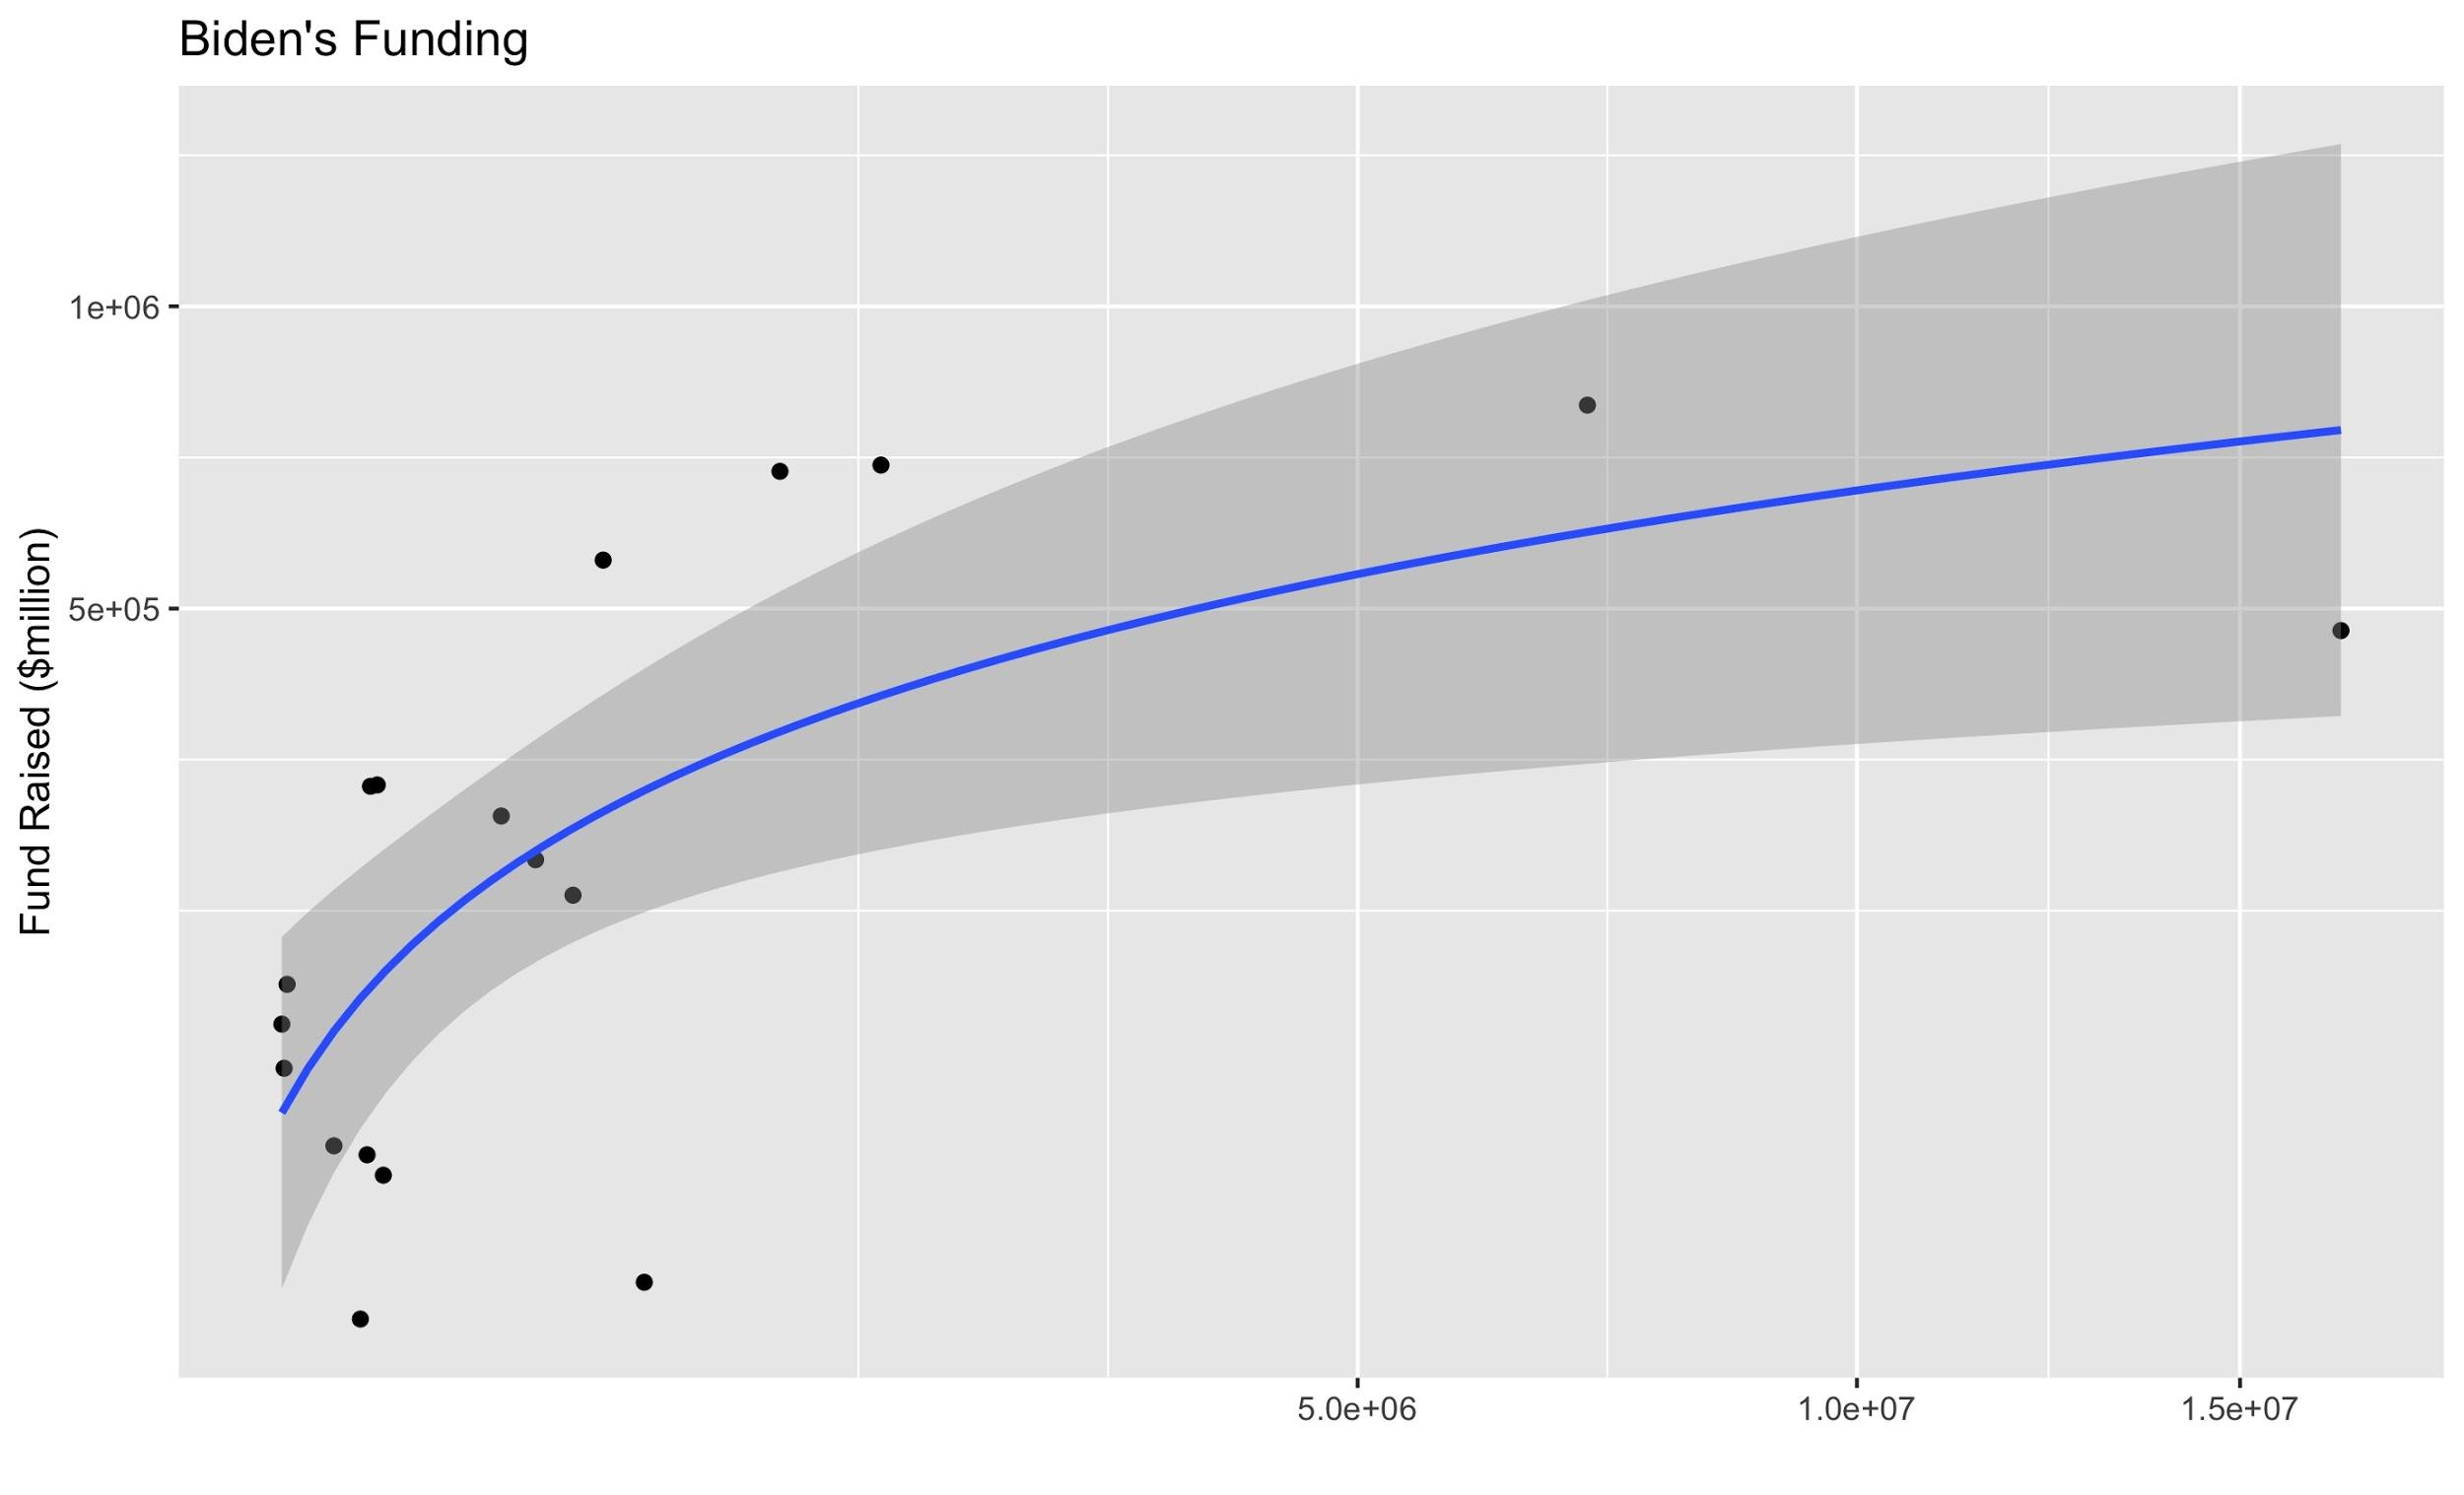 Biden's Funding
Fund Raised ($million)
1e+06
5e+05
5.0e+06
1.0e+07
1.5e+07